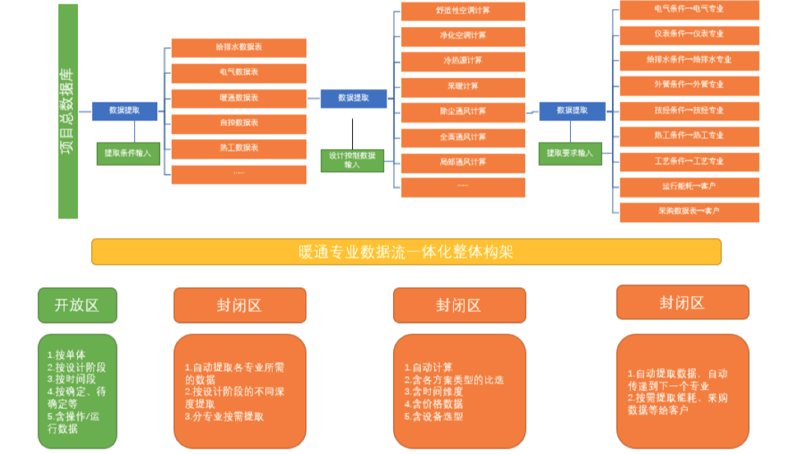 项目总数据库
数据提取
提取条件输入
给排水数据表
电气数据表
暖通数据表
自控数据表
热工数据表
……
数据提取
设计控制数据
输入
舒适性空调计算
净化空调计算
冷热源计算
采暖计算
除尘通风计算
全面通风计算
局部通风计算
……
数据提取
提取要求输入
电气条件→电气专业
仪表条件→仪表专业
给排水条件→给排水专业
外管条件→外管专业
技经条件→技经专业
热工条件→热工专业
工艺条件→工艺专业
运行能耗→客户
采购数据表→客户
暖通专业数据流一体化整体构架
开放区
封闭区
封闭区
封闭区
1.按单体
2.按设计阶段
3.按时间段
4.按确定、待
确定等
5.含操作/运
行数据
1.自动提取各专业所需
的数据
2.按设计阶段的不同深
度提取
3.分专业按需提取
1.自动计算
2.含各方案类型的比选
3.含时间维度
4.含价格数据
5.含设备选型
1.自动提取数据、自动
传递到下一个专业
2.按需提取能耗、采购
数据等给客户